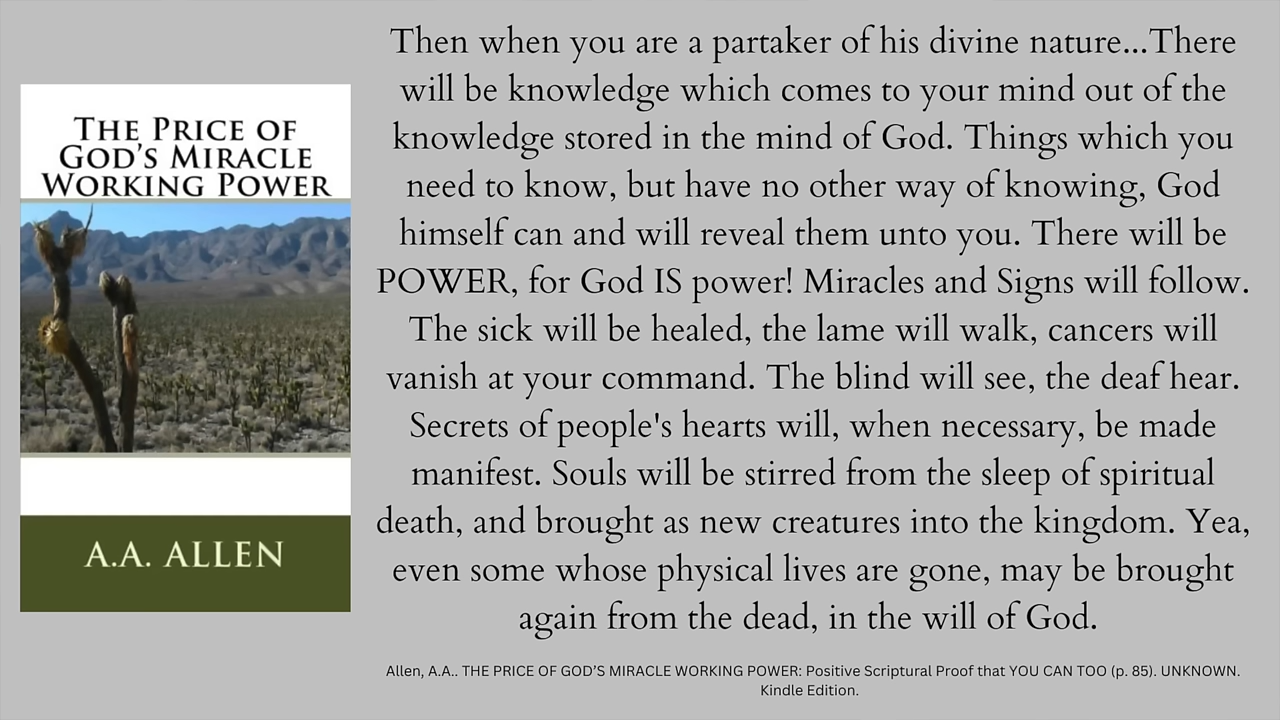 THE PRICE OF
GOD'S MIRACLE
WORKING POWER
A.A. ALLEN
Then when you are a partaker of his divine nature...There
will be knowledge which comes to your mind out of the
knowledge stored in the mind of God. Things which you
need to know, but have no other way of knowing, God
himself can and will reveal them unto you. There will be
POWER, for God IS power! Miracles and Signs will follow.
The sick will be healed, the lame will walk, cancers will
vanish at your command. The blind will see, the deaf hear.
Secrets of people's hearts will, when necessary, be made
manifest. Souls will be stirred from the sleep of spiritual
death, and brought as new creatures into the kingdom. Yea,
even some whose physical lives are gone, may be brought
again from the dead, in the will of God.
Allen, A.A.. THE PRICE OF GOD’S MIRACLE WORKING POWER: Positive Scriptural Proof that YOU CAN TOO (p. 85). UNKNOWN.
Kindle Edition.